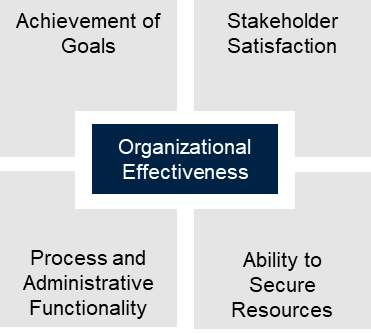 Achievement of
Goals
Stakeholder
Satisfaction
Organizational
Effectiveness
Process and
Administrative
Functionality
Ability to
Secure
Resources